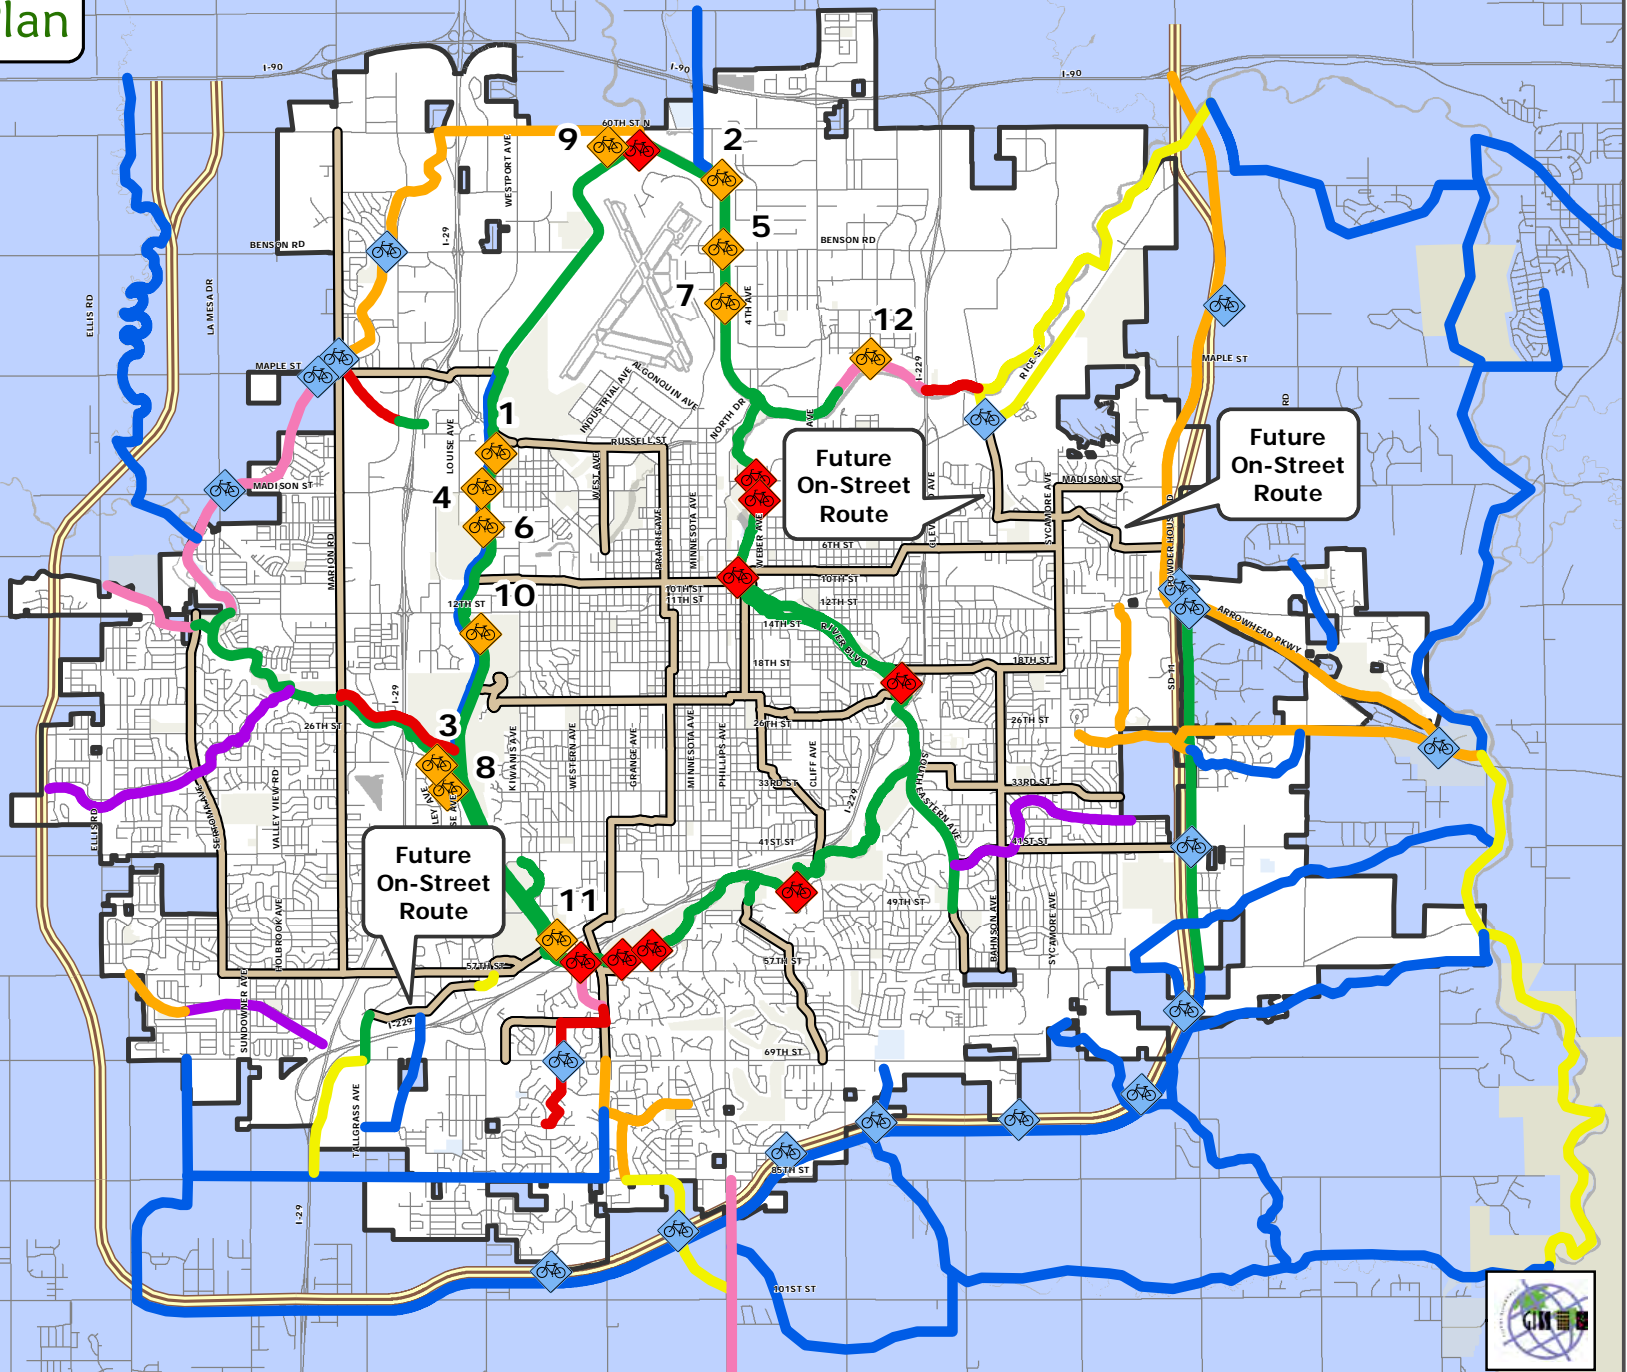 Plan
I-90
I-90
I-90
60TH ST N
9
2
WESTPORT AVE
I-29
BENSON RD
5
BENSON RD
ELLIS RD
LA MESA DR
7
4TH AVE
12
MAPLE ST
I-229
RICE ST
MAPLE ST
ALGONQUIN AVE
INDUSTRIAL AVE
NORTH DR
AVE
RD
1
LOUISE AVE
RUSSELL ST
Future
On-Street
Route
Future
On-Street
Route
WEST AVE
MADISON ST
4
MADISON ST
SYCAMORE AVE
6
PRAIRIE AVE
MINNESOTA AVE
WEBER AVE
6TH ST
MARION RD
10TH ST
10TH ST
11TH ST
10
12TH ST
12TH ST
14TH ST
RIVER BLVD
ARROWHEAD PKWY
18TH ST
18TH ST
SD 11
I-29
26TH ST
3
26TH ST
26TH ST
8
KIWANIS AVE
WESTERN AVE
GRANGE AVE
MINNESOTA AVE
PHILLIPS AVE
CLIFF AVE
33RD ST
33RD ST
I-229
SOUTHEASTERN AVE
ELLIS RD
VALLEY VIEW RD
41ST ST
41ST ST
Future
On-Street
Route
11
49TH ST
HOLBROOK AVE
BAHNSON AVE
SYCAMORE AVE
57TH ST
57TH ST
SUNDOWNER AVE
I-229
69TH ST
TALLGRASS AVE
85TH ST
I-29
101ST ST